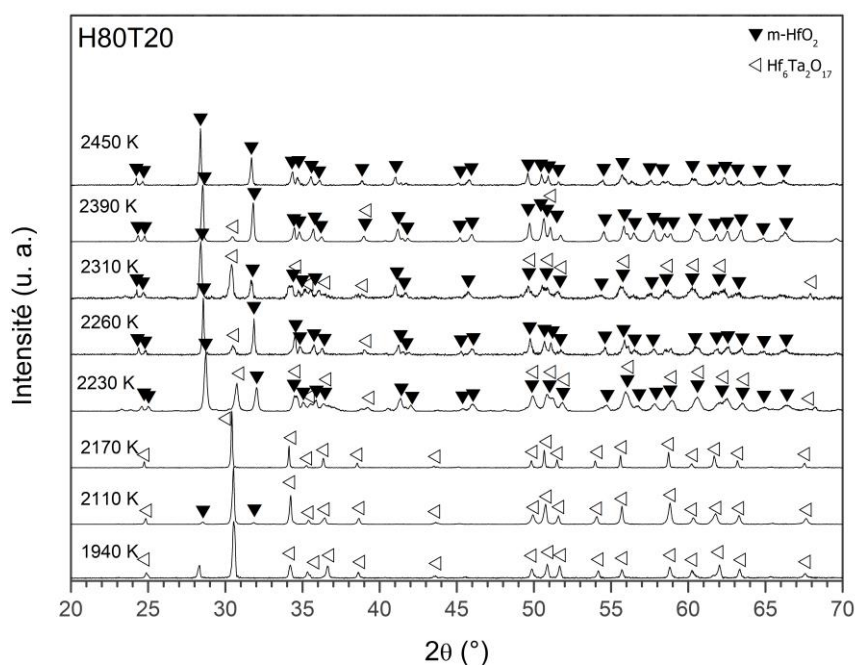 H80T20
m-HfO₂
Hf₆Ta₂O₁₇
2450 K
2390 K
2310 K
2260 K
2230 K
2170 K
2110 K
1940 K
Intensité (u. a.)
20 25 30 35 40 45 50 55 60 65 70
2θ (°)